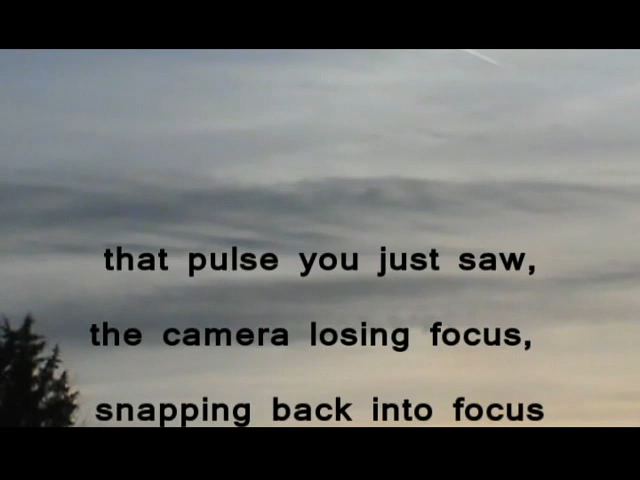 that pulse you just saw,
the camera losing focus,
snapping back into focus